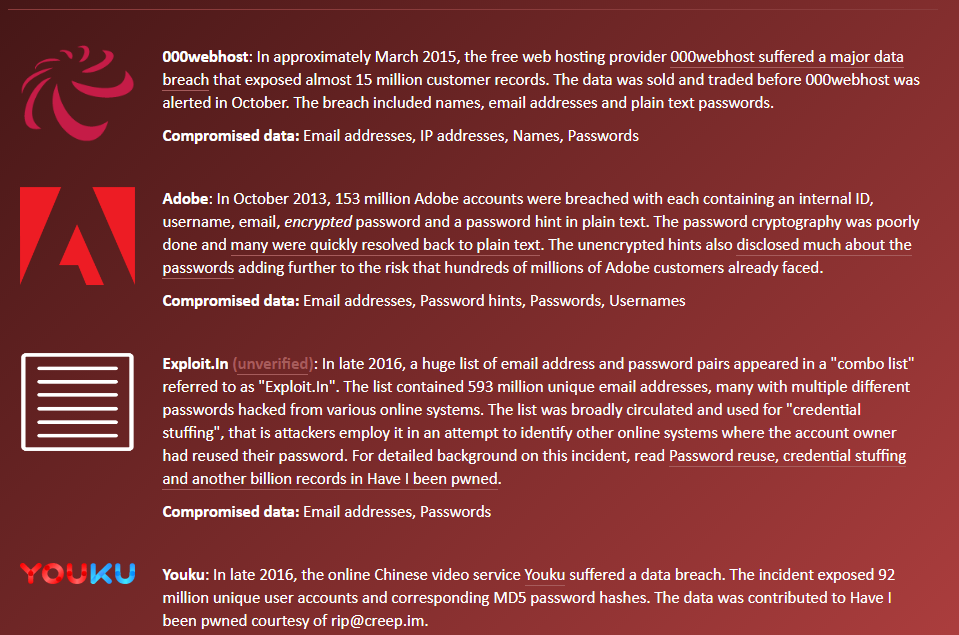 000webhost: In approximately March 2015, the free web hosting provider 000webhost suffered a major data
breach that exposed almost 15 million customer records. The data was sold and traded before 000webhost was
alerted in October. The breach included names, email addresses and plain text passwords.
Compromised data: Email addresses, IP addresses, Names, Passwords
Adobe: In October 2013, 153 million Adobe accounts were breached with each containing an internal ID,
username, email, encrypted password and a password hint in plain text. The password cryptography was poorly
done and many were quickly resolved back to plain text. The unencrypted hints also disclosed much about the
passwords adding further to the risk that hundreds of millions of Adobe customers already faced.
Compromised data: Email addresses, Password hints, Passwords, Usernames
Exploit.In (unverified): In late 2016, a huge list of email address and password pairs appeared in a "combo list"
referred to as "Exploit.In". The list contained 593 million unique email addresses, many with multiple different
passwords hacked from various online systems. The list was broadly circulated and used for "credential
stuffing", that is attackers employ it in an attempt to identify other online systems where the account owner
had reused their password. For detailed background on this incident, read Password reuse, credential stuffing
and another billion records in Have I been pwned.
Compromised data: Email addresses, Passwords
YOUKU
Youku: In late 2016, the online Chinese video service Youku suffered a data breach. The incident exposed 92
million unique user accounts and corresponding MD5 password hashes. The data was contributed to Have I
been pwned courtesy of rip@creep.im.